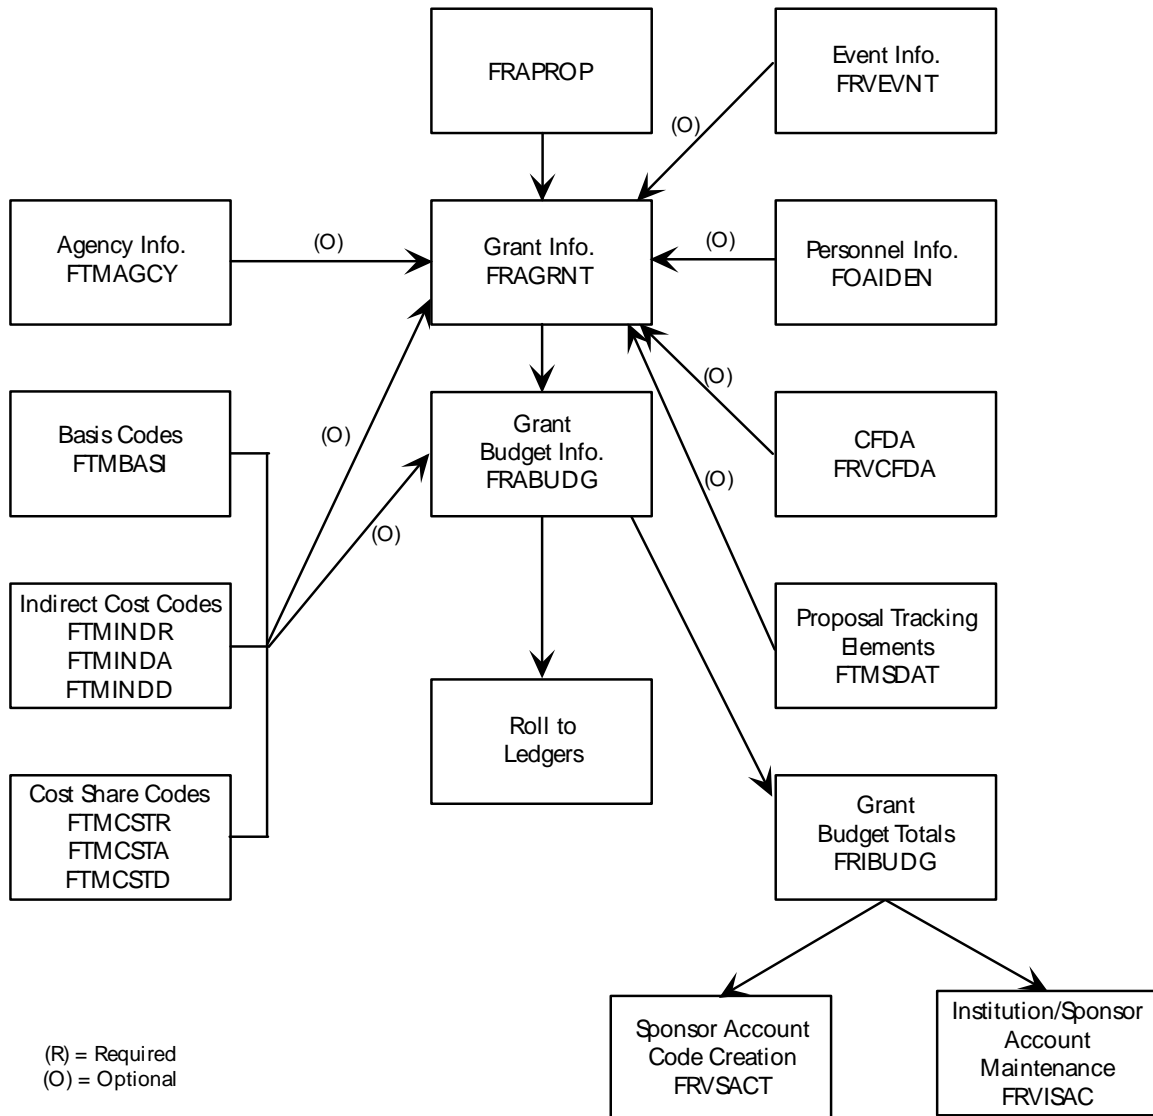 FRAPROP
Event Info.
FRVEVNT
(O)
Agency Info.
FTMAGCY
(O)
Grant Info.
FRAGRNT
(O)
Personnel Info.
FOAIDEN
(O)
Basis Codes
FTMBASI
(O)
Grant
Budget Info.
FRABUDG
CFDA
FRVCFDA
(O)
(O)
Indirect Cost Codes
FTMINDR
FTMINDA
FTMINDD
Proposal Tracking
Elements
FTMSDAT
Roll to
Ledgers
Cost Share Codes
FTMCSTR
FTMCSTA
FTMCSTD
Grant
Budget Totals
FRIBUDG
Sponsor Account
Code Creation
FRVSACT
Institution/Sponsor
Account
Maintenance
FRVISAC
(R) = Required
(O) = Optional